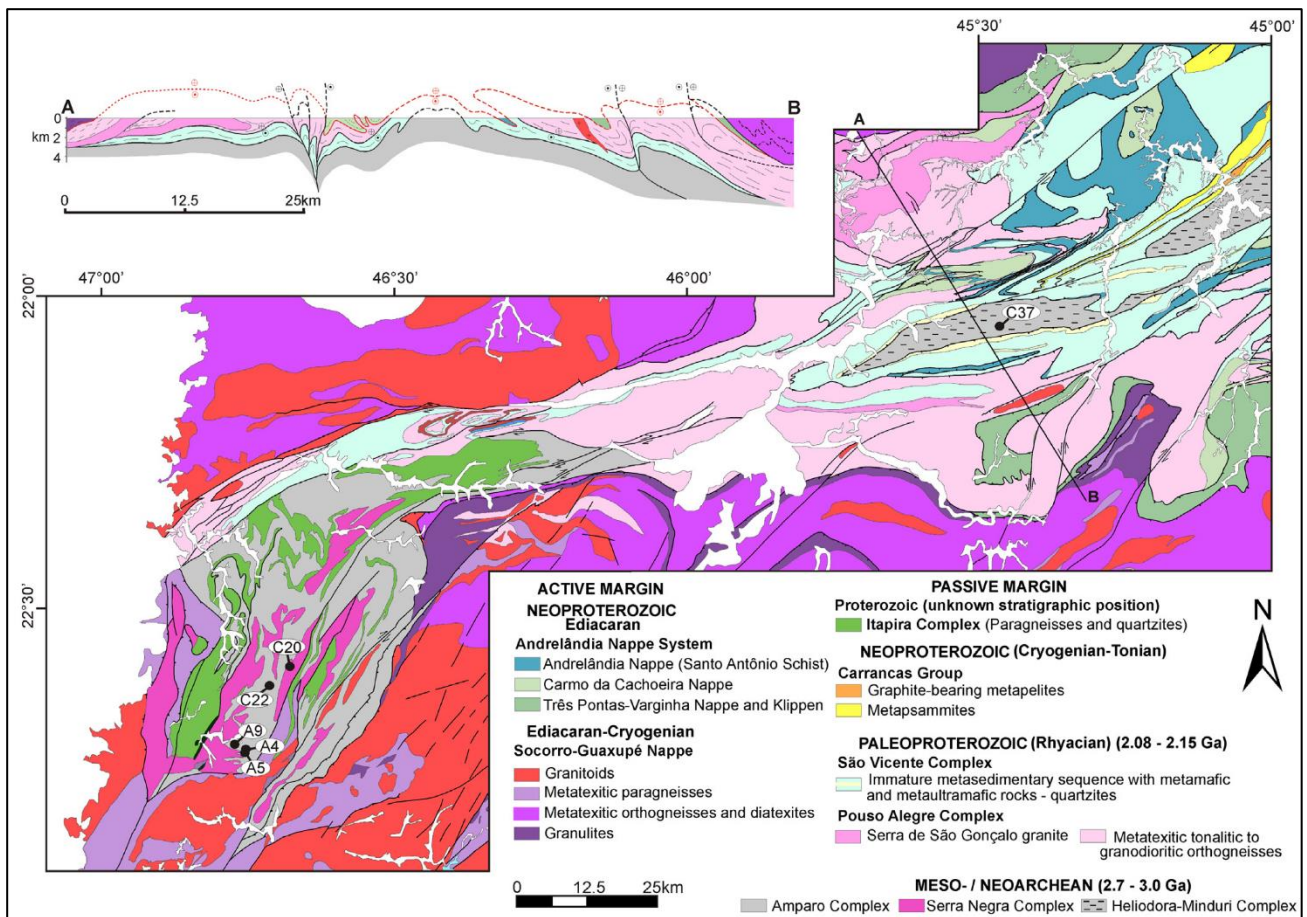 45°30'
45°00'
A
B
0
km 2
4
0
12.5
25km
A
47°00'
46°30'
46°00'
22°00'
C37
B
22°30'
C20
C22
A9
A4
A5
N
ACTIVE MARGIN
NEOPROTEROZOIC
Ediacaran
Andrelândia Nappe System
Andrelândia Nappe (Santo Antônio Schist)
Carmo da Cachoeira Nappe
Três Pontas-Varginha Nappe and Klippen
Ediacaran-Cryogenian
Socorro-Guaxupé Nappe
Granitoids
Metatexitic paragneisses
Metatexitic orthogneisses and diatexites
Granulites
0
12.5
25km
PASSIVE MARGIN
Proterozoic (unknown stratigraphic position)
Itapira Complex (Paragneisses and quartzites)
NEOPROTEROZOIC (Cryogenian-Tonian)
Carrancas Group
Graphite-bearing metapelites
Metapsammites
PALEOPROTEROZOIC (Rhyacian) (2.08 - 2.15 Ga)
São Vicente Complex
Immature metasedimentary sequence with metamafic
and metaultramafic rocks - quartzites
Pouso Alegre Complex
Serra de São Gonçalo granite
Metatexitic tonalitic to
granodioritic orthogneisses
MESO- / NEOARCHEAN (2.7 - 3.0 Ga)
Amparo Complex
Serra Negra Complex
Heliodora-Minduri Complex